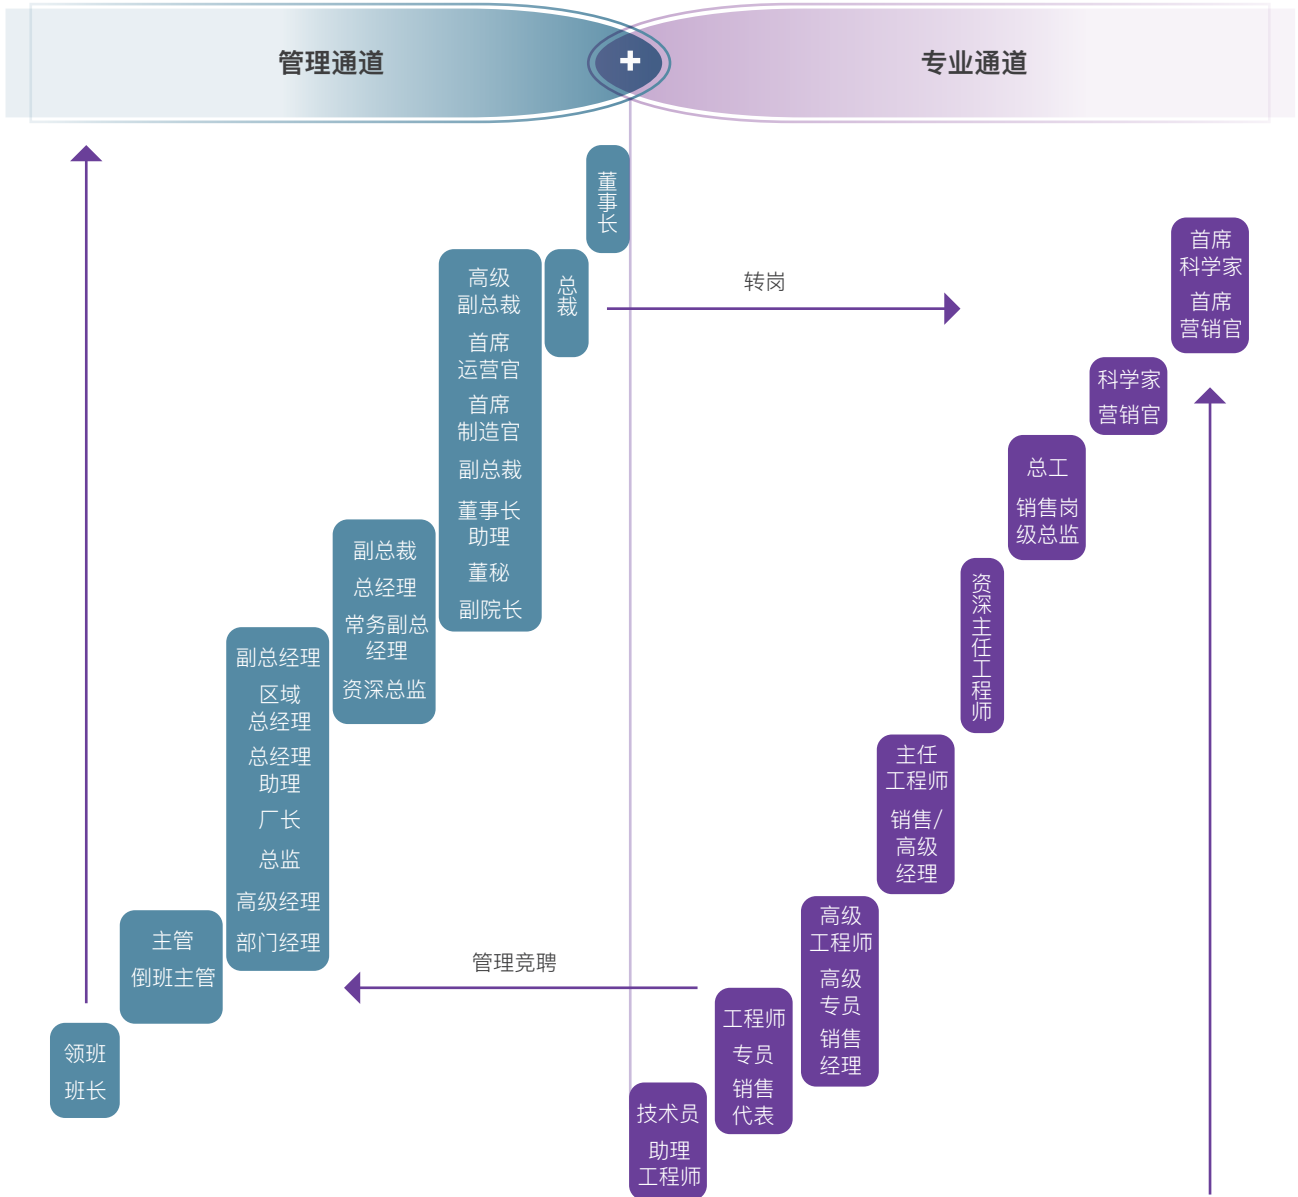 管理通道
专业通道
董事长
总裁
高级
副总裁
首席
运营官
首席
制造官
副总裁
董事长
助理
董秘
副院长
副总裁
总经理
常务副总
经理
资深总监
副总经理
区域
总经理
总经理
助理
厂长
总监
高级经理
部门经理
主管
倒班主管
领班
班长
转岗
管理竞聘
首席
科学家
首席
营销官
科学家
营销官
总工
销售岗
级总监
资深主任工程师
主任
工程师
销售/
高级
经理
高级
工程师
高级
专员
销售
经理
工程师
专员
销售
代表
技术员
助理
工程师